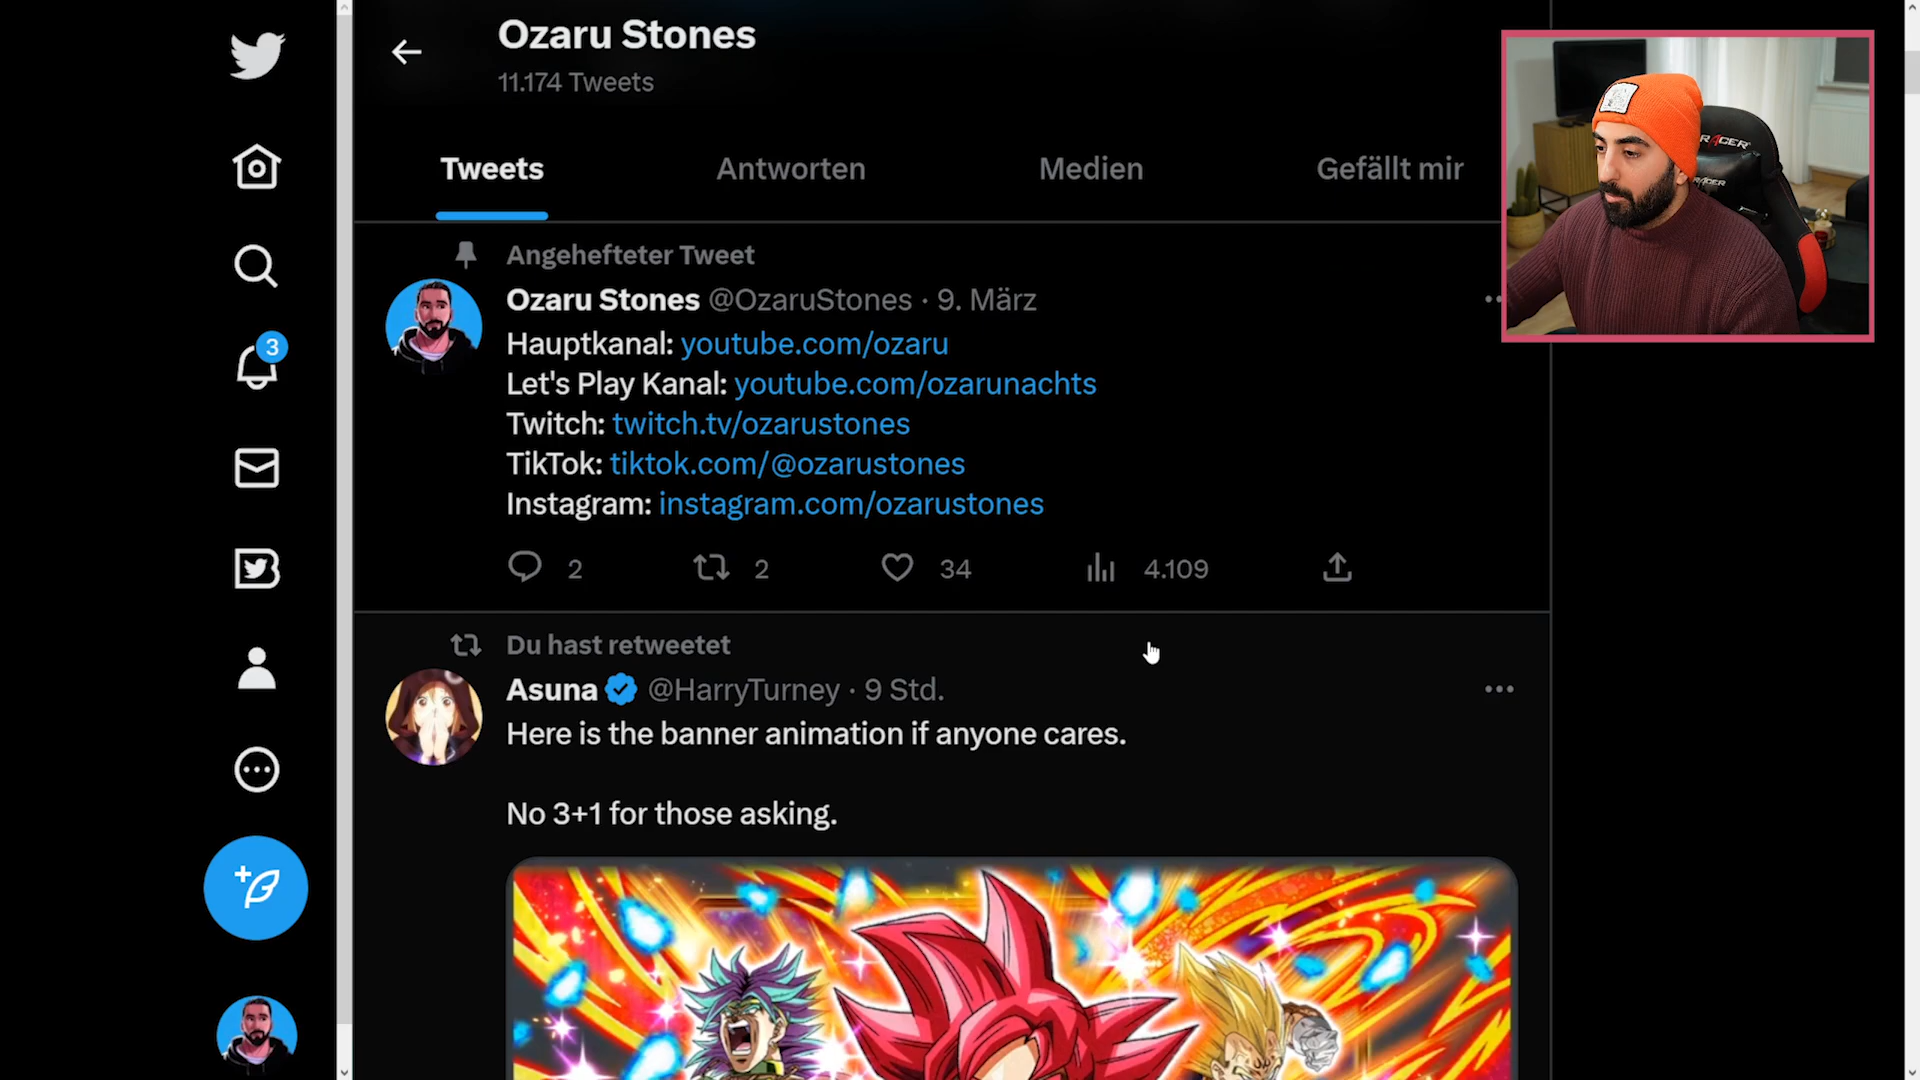 Ozaru Stones
11.174 Tweets
Tweets
Antworten
Medien
Gefällt mir
Angehefteter Tweet
Ozaru Stones @OzaruStones · 9. März
Hauptkanal: youtube.com/ozaru
Let's Play Kanal: youtube.com/ozarunachts
Twitch: twitch.tv/ozarustones
TikTok: tiktok.com/@ozarustones
Instagram: instagram.com/ozarustones
2
2
34
4.109
Du hast retweetet
Asuna @HarryTurney · 9 Std.
Here is the banner animation if anyone cares.
No 3+1 for those asking.
3